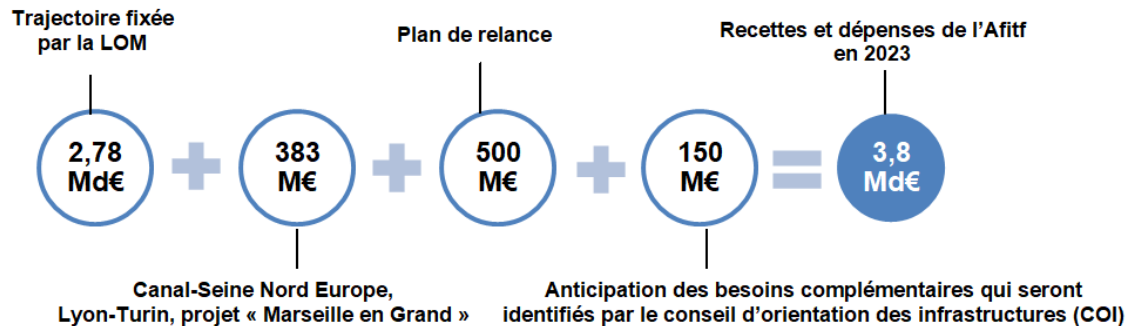 Trajectoire fixée
par la LOM
Plan de relance
Recettes et dépenses de l'Afitf
en 2023
2,78
Md€
383
M€
500
M€
150
M€
3,8
Md€
Canal-Seine Nord Europe,
Lyon-Turin, projet « Marseille en Grand »
Anticipation des besoins complémentaires qui seront
identifiés par le conseil d'orientation des infrastructures (COI)